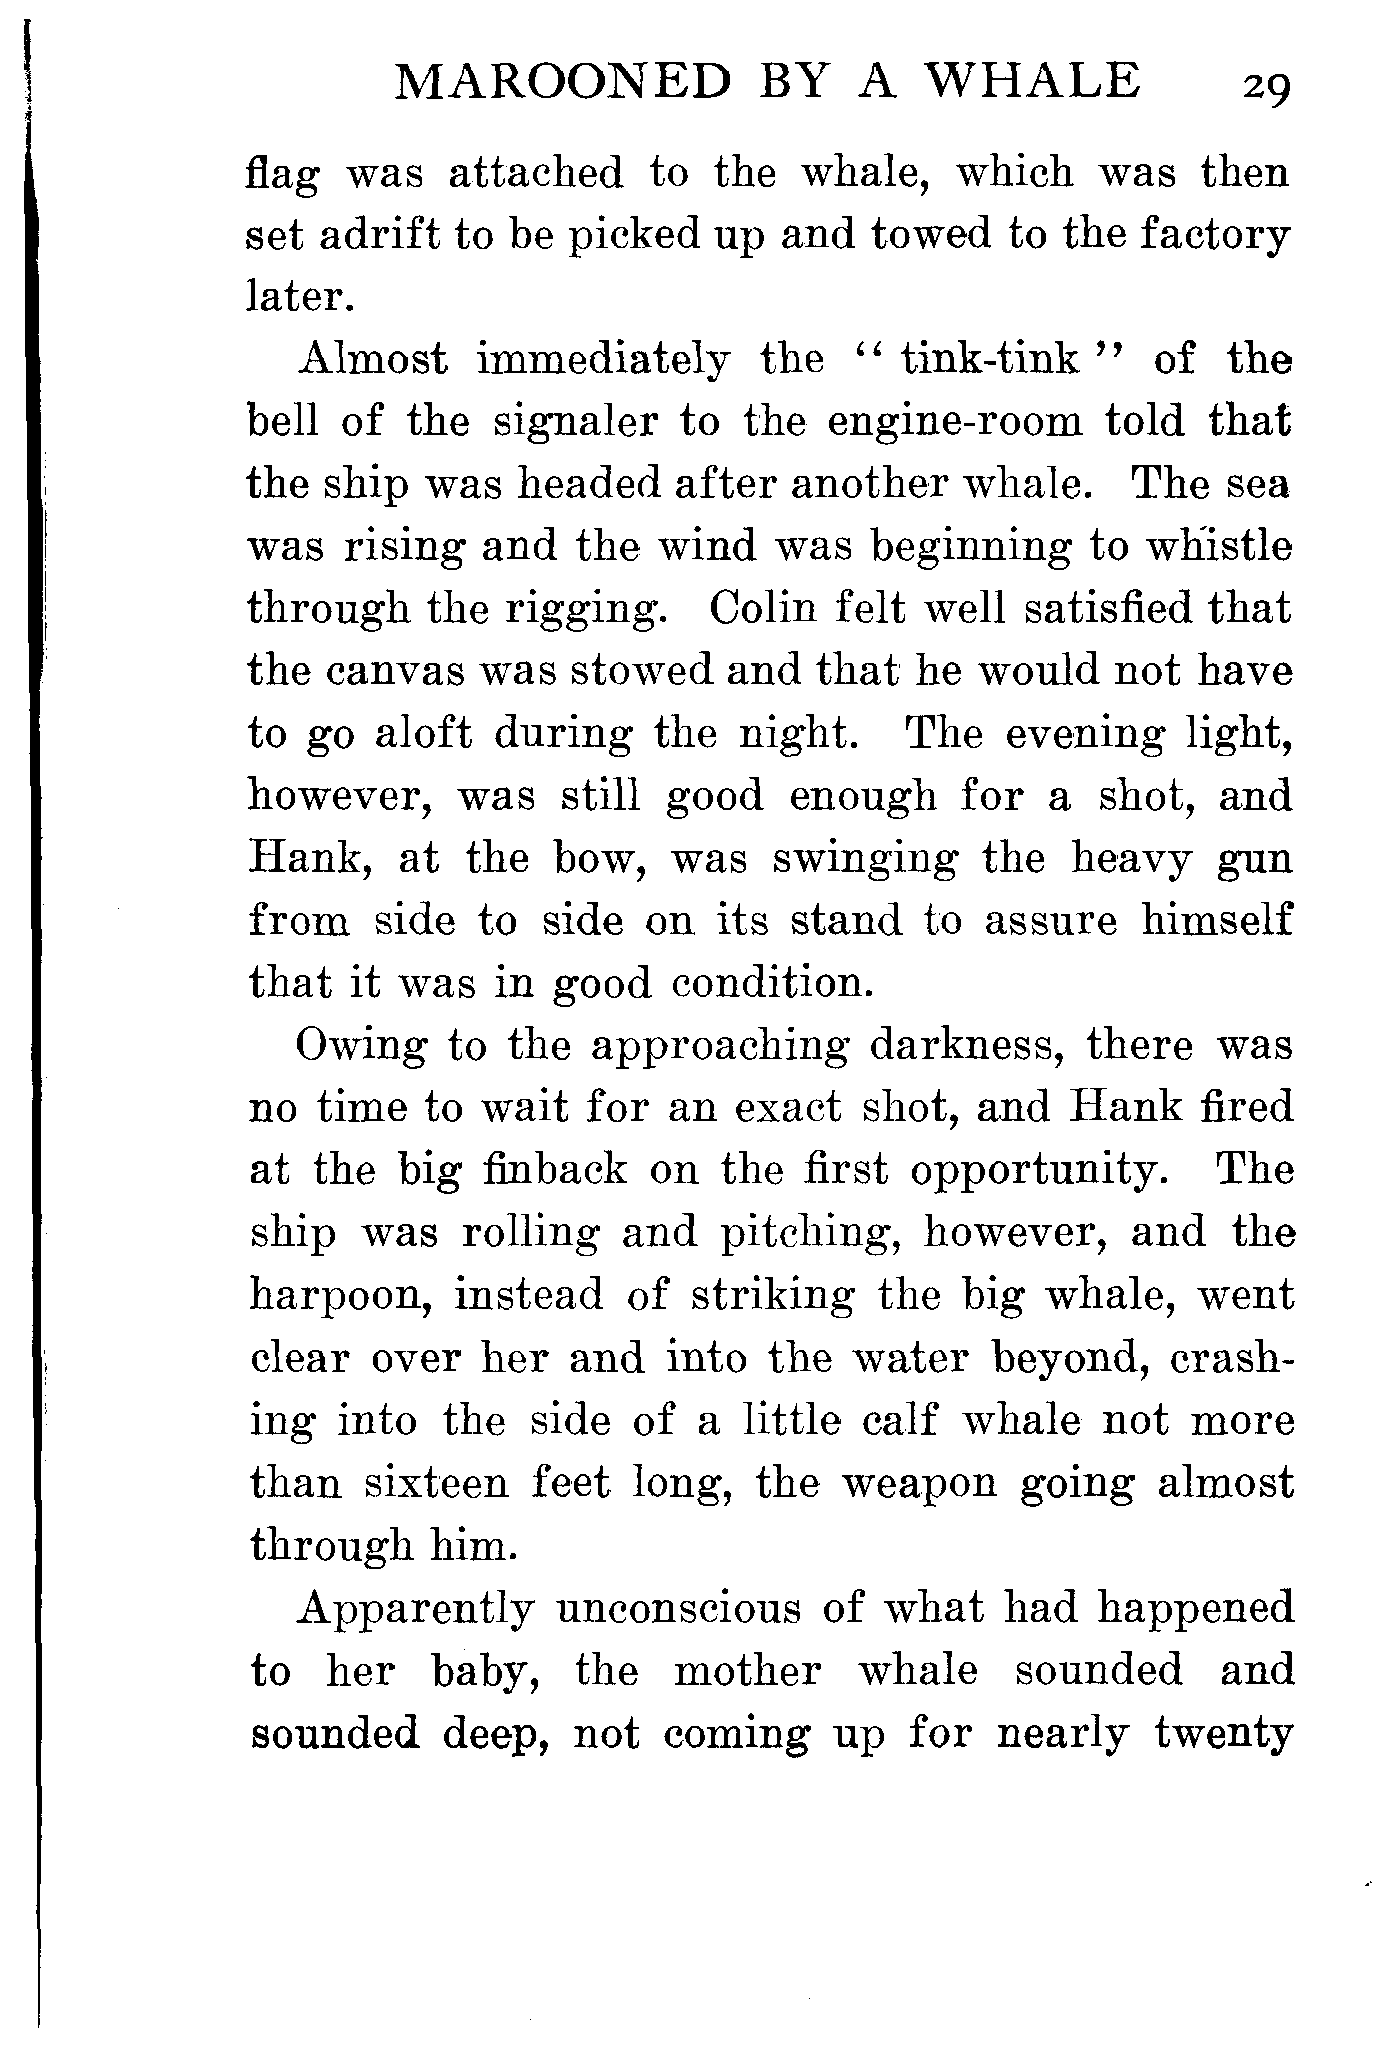 MAROONED BY A WHALE 29
flag was attached to the whale, which was then
set adrift to be picked up and towed to the factory
later.
Almost immediately the “ tink-tink ” of the
bell of the signaler to the engine-room told that
the ship was headed after another whale. The sea
was rising and the wind was beginning to whistle
through the rigging. Colin felt well satisfied that
the canvas was stowed and that he would not have
to go aloft during the night. The evening light,
however, was still good enough for a shot, and
Hank, at the bow, was swinging the heavy gun
from side to side on its stand to assure himself
that it was in good condition.
Owing to the approaching darkness, there was
no time to wait for an exact shot, and Hank fired
at the big finback on the first opportunity. The
ship was rolling and pitching, however, and the
harpoon, instead of striking the big whale, went
clear over her and into the water beyond, crash-
ing into the side of a little calf whale not more
than sixteen feet long, the weapon going almost
through him.
Apparently unconscious of what had happened
to her baby, the mother whale sounded and
sounded deep, not coming up for nearly twenty